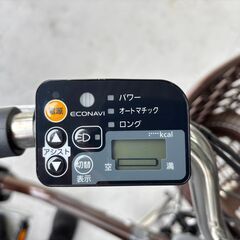 電源
ECONAVI
パワー
オートマチック
ロング
kcal
アシスト
切替
表示
空
満